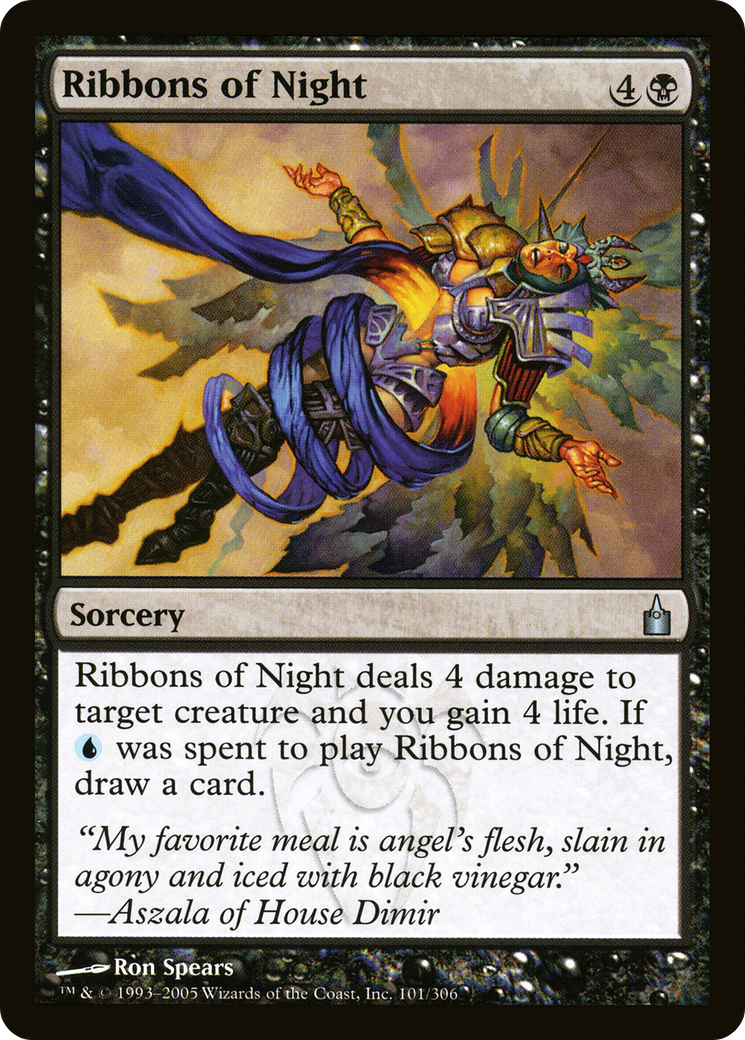 Ribbons of Night 4
Sorcery
Ribbons of Night deals 4 damage to
target creature and you gain 4 life. If
was spent to play Ribbons of Night,
draw a card.
“My favorite meal is angel’s flesh, slain in
agony and iced with black vinegar.”
—Aszala of House Dimir
Ron Spears
™ & © 1993–2005 Wizards of the Coast, Inc. 101/306